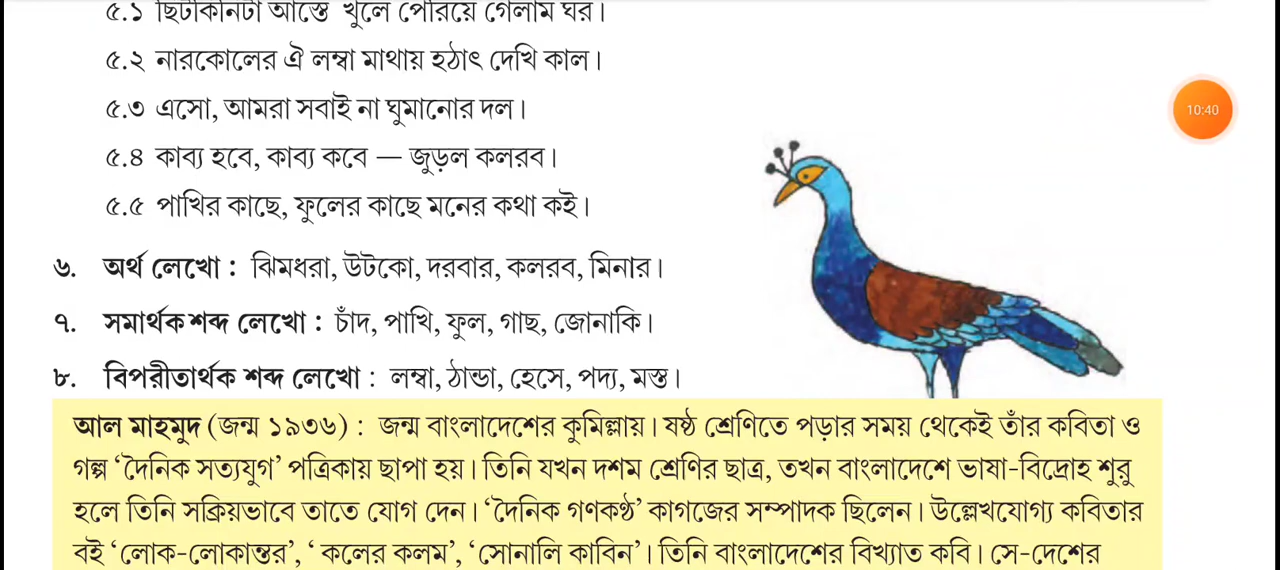 ৫.১ ছিটকিনিটা আস্তে খুলে পেরিয়ে গেলাম ঘর।
৫.২ নারকোলের ঐ লম্বা মাথায় হঠাৎ দেখি কাল।
10:40
৫.৩ এসো, আমরা সবাই না ঘুমানোর দল।
৫.৪ কাব্য হবে, কাব্য কবে — জুড়ল কলরব।
৫.৫ পাখির কাছে, ফুলের কাছে মনের কথা কই।
৬. অর্থ লেখো : ঝিমধরা, উটকো, দরবার, কলরব, মিনার।
৭. সমার্থক শব্দ লেখো : চাঁদ, পাখি, ফুল, গাছ, জোনাকি।
৮. বিপরীতার্থক শব্দ লেখো : লম্বা, ঠান্ডা, হেসে, পদ্য, মস্ত।
আল মাহমুদ (জন্ম ১৯৩৬) : জন্ম বাংলাদেশের কুমিল্লায়। ষষ্ঠ শ্রেণিতে পড়ার সময় থেকেই তাঁর কবিতা ও
গল্প ‘দৈনিক সত্যযুগ’ পত্রিকায় ছাপা হয়। তিনি যখন দশম শ্রেণির ছাত্র, তখন বাংলাদেশে ভাষা-বিদ্রোহ শুরু
হলে তিনি সক্রিয়ভাবে তাতে যোগ দেন। ‘দৈনিক গণকণ্ঠ’ কাগজের সম্পাদক ছিলেন। উল্লেখযোগ্য কবিতার
বই ‘লোক-লোকান্তর’, ‘কলের কলম’, ‘সোনালি কাবিন’। তিনি বাংলাদেশের বিখ্যাত কবি। সে-দেশের